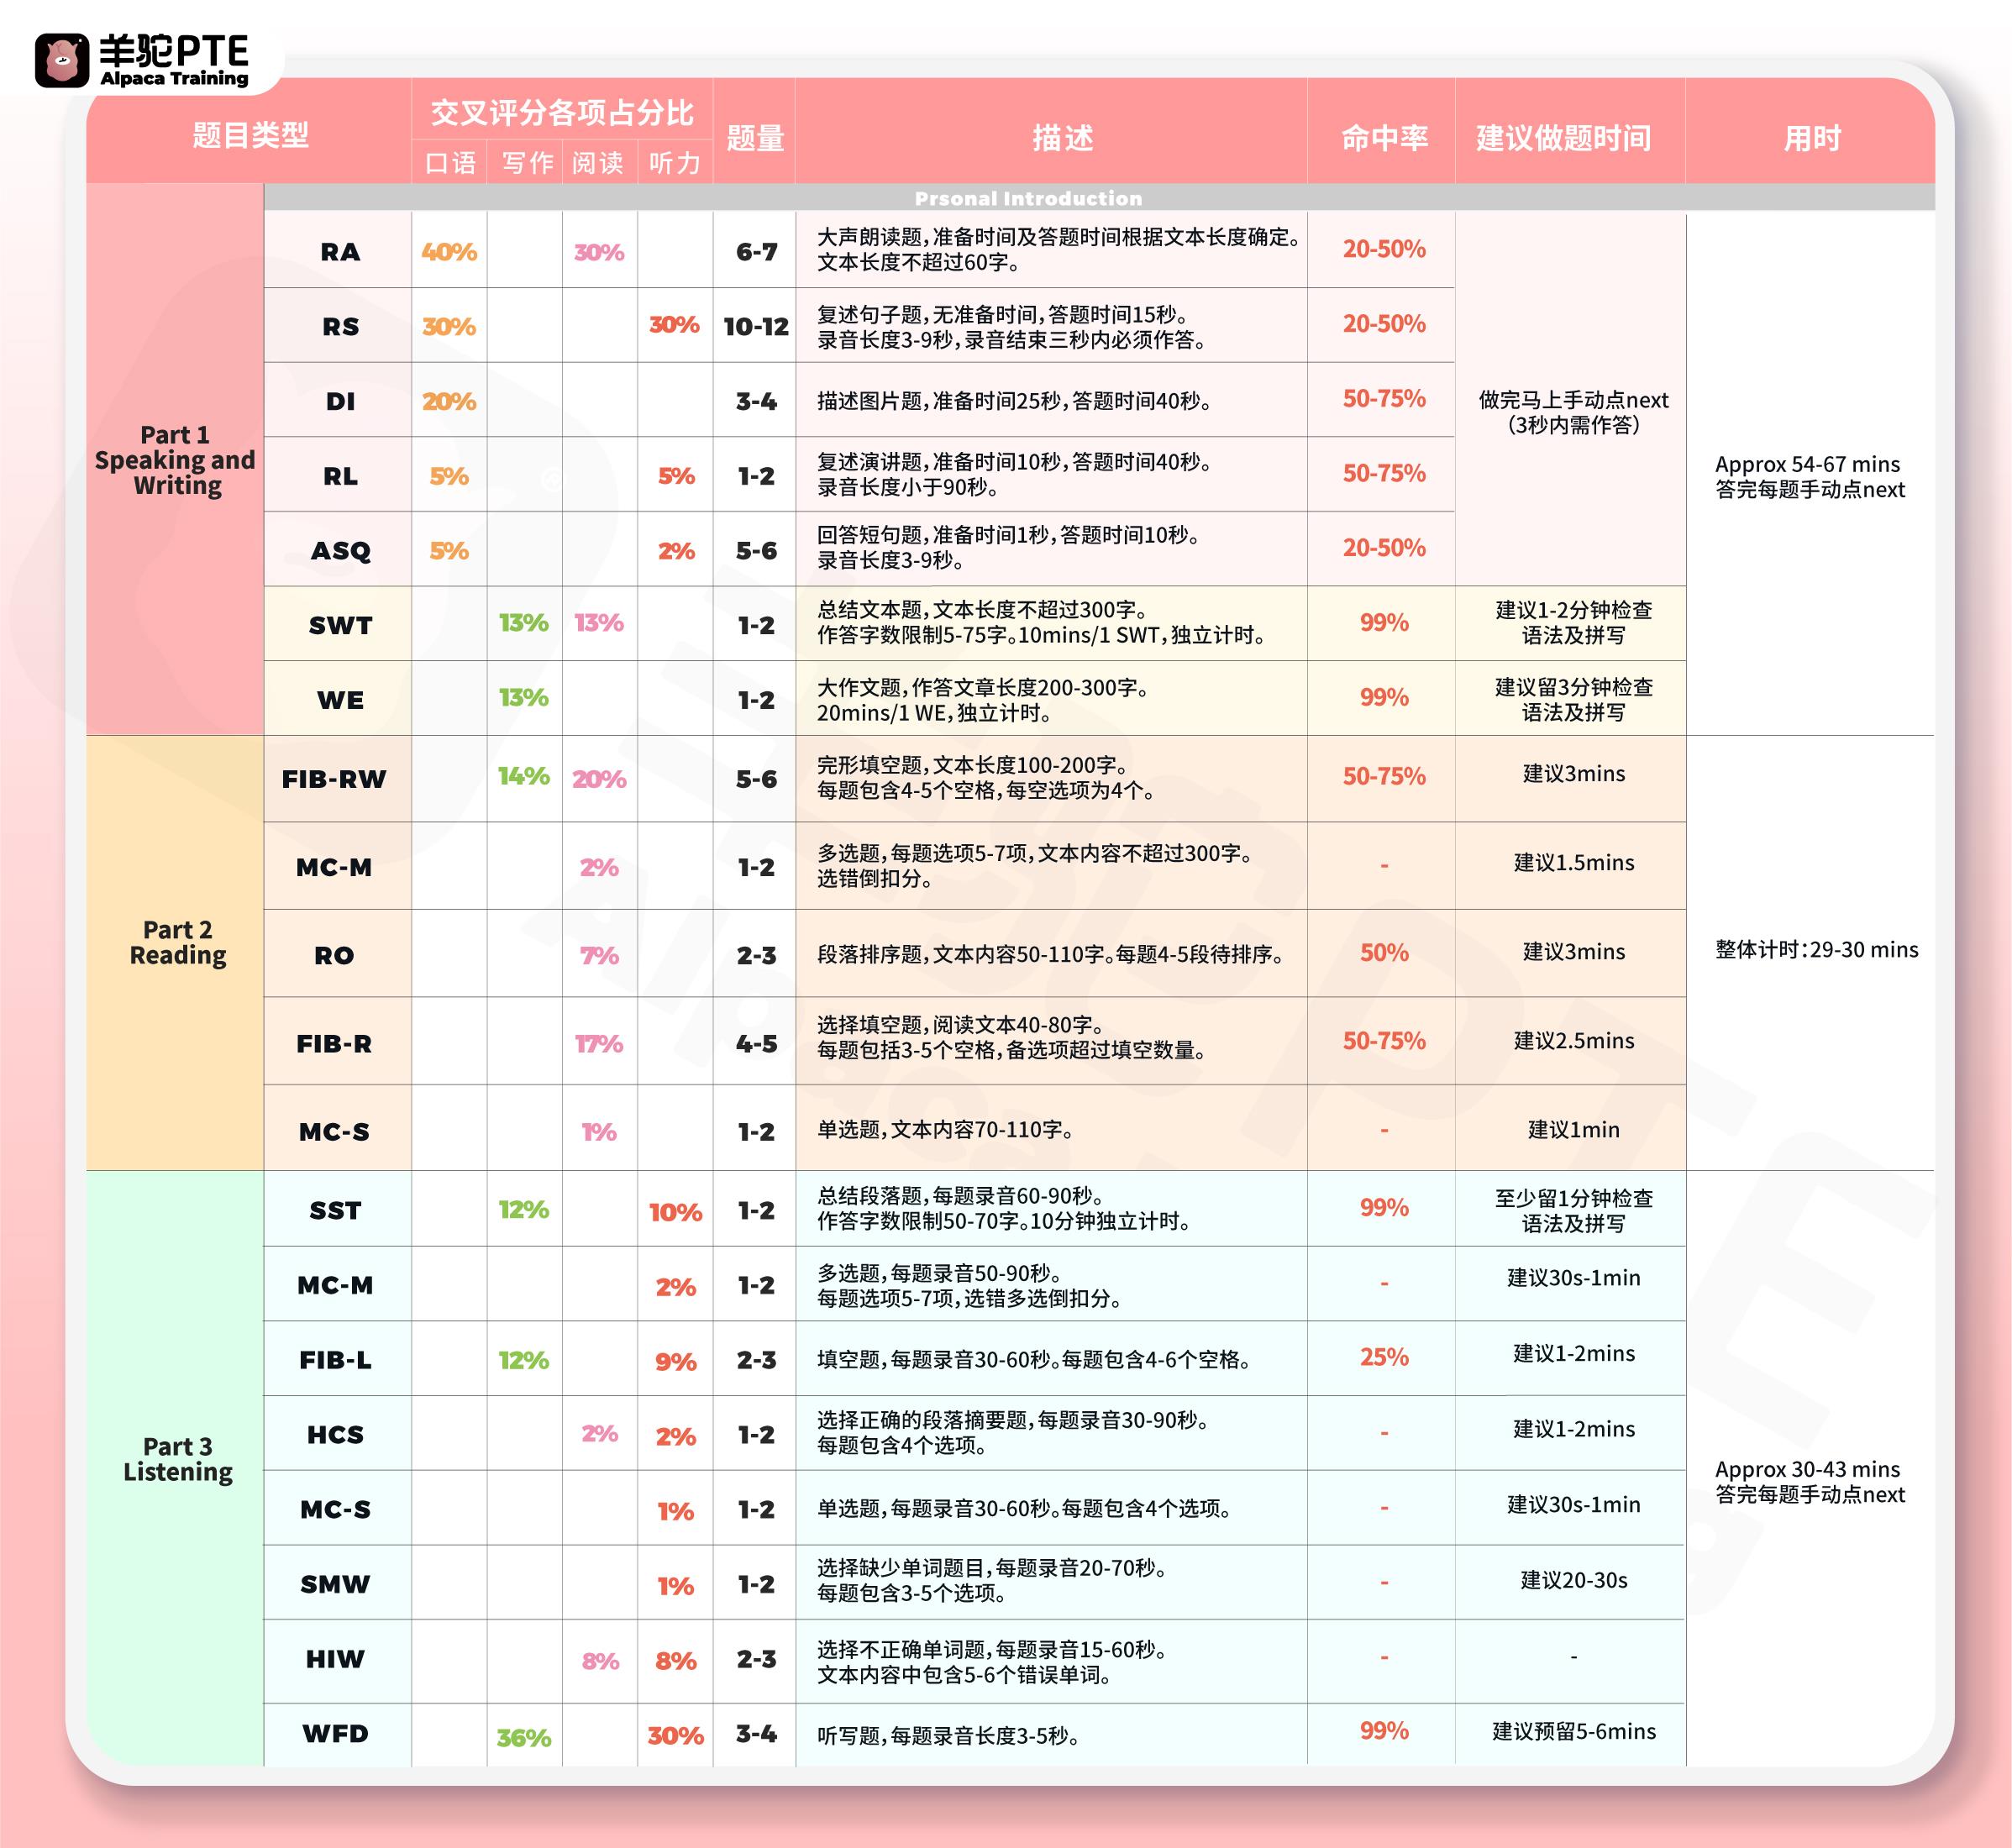 羊驼PTE
Alpaca Training
题目类型 交叉评分各项占分比 题量 描述 命中率 建议做题时间 用时
口语 写作 阅读 听力
Prsonal Introduction
Part 1
Speaking and
Writing
RA 40% 30% 6-7 大声朗读题，准备时间及答题时间根据文本长度确定。 20-50%
文本长度不超过60字。
RS 30% 30% 10-12 复述句子题，无准备时间，答题时间15秒。 20-50%
录音长度3-9秒，录音结束三秒内必须作答。
DI 20% 3-4 描述图片题，准备时间25秒，答题时间40秒。 50-75%
做完马上手动点next
（3秒内需作答）
RL 5% 5% 1-2 复述演讲题，准备时间10秒，答题时间40秒。 50-75%
录音长度小于90秒。
Approx 54-67 mins
答完每题手动点next
ASQ 5% 2% 5-6 回答短句题，准备时间1秒，答题时间10秒。 20-50%
录音长度3-9秒。
SWT 13% 13% 1-2 总结文本题，文本长度不超过300字。 99% 建议1-2分钟检查
作答字数限制5-75字。10mins/1 SWT，独立计时。 语法及拼写
WE 13% 1-2 大作文题，作答文章长度200-300字。 99% 建议留3分钟检查
20mins/1 WE，独立计时。 语法及拼写
Part 2
Reading
FIB-RW 14% 20% 5-6 完形填空题，文本长度100-200字。 50-75% 建议3mins
每题包含4-5个空格，每空选项为4个。
MC-M 2% 1-2 多选题，每题选项5-7项，文本内容不超过300字。 - 建议1.5mins
选错倒扣分。
RO 7% 2-3 段落排序题，文本内容50-110字。每题4-5段待排序。 50% 建议3mins
整体计时：29-30 mins
FIB-R 17% 4-5 选择填空题，阅读文本40-80字。 50-75% 建议2.5mins
每题包括3-5个空格，备选项超过填空数量。
MC-S 1% 1-2 单选题，文本内容70-110字。 - 建议1min
Part 3
Listening
SST 12% 10% 1-2 总结段落题，每题录音60-90秒。 99% 至少留1分钟检查
作答字数限制50-70字。10分钟独立计时。 语法及拼写
MC-M 2% 1-2 多选题，每题录音50-90秒。 - 建议30s-1min
每题选项5-7项，选错多选倒扣分。
FIB-L 12% 9% 2-3 填空题，每题录音30-60秒。每题包含4-6个空格。 25% 建议1-2mins
HCS 2% 2% 1-2 选择正确的段落摘要题，每题录音30-90秒。 - 建议1-2mins
每题包含4个选项。
Approx 30-43 mins
答完每题手动点next
MC-S 1% 1-2 单选题，每题录音30-60秒。每题包含4个选项。 - 建议30s-1min
SMW 1% 1-2 选择缺少单词题目，每题录音20-70秒。 - 建议20-30s
每题包含3-5个选项。
HIW 8% 8% 2-3 选择不正确单词题，每题录音15-60秒。 - -
文本内容中包含5-6个错误单词。
WFD 36% 30% 3-4 听写题，每题录音长度3-5秒。 99% 建议预留5-6mins